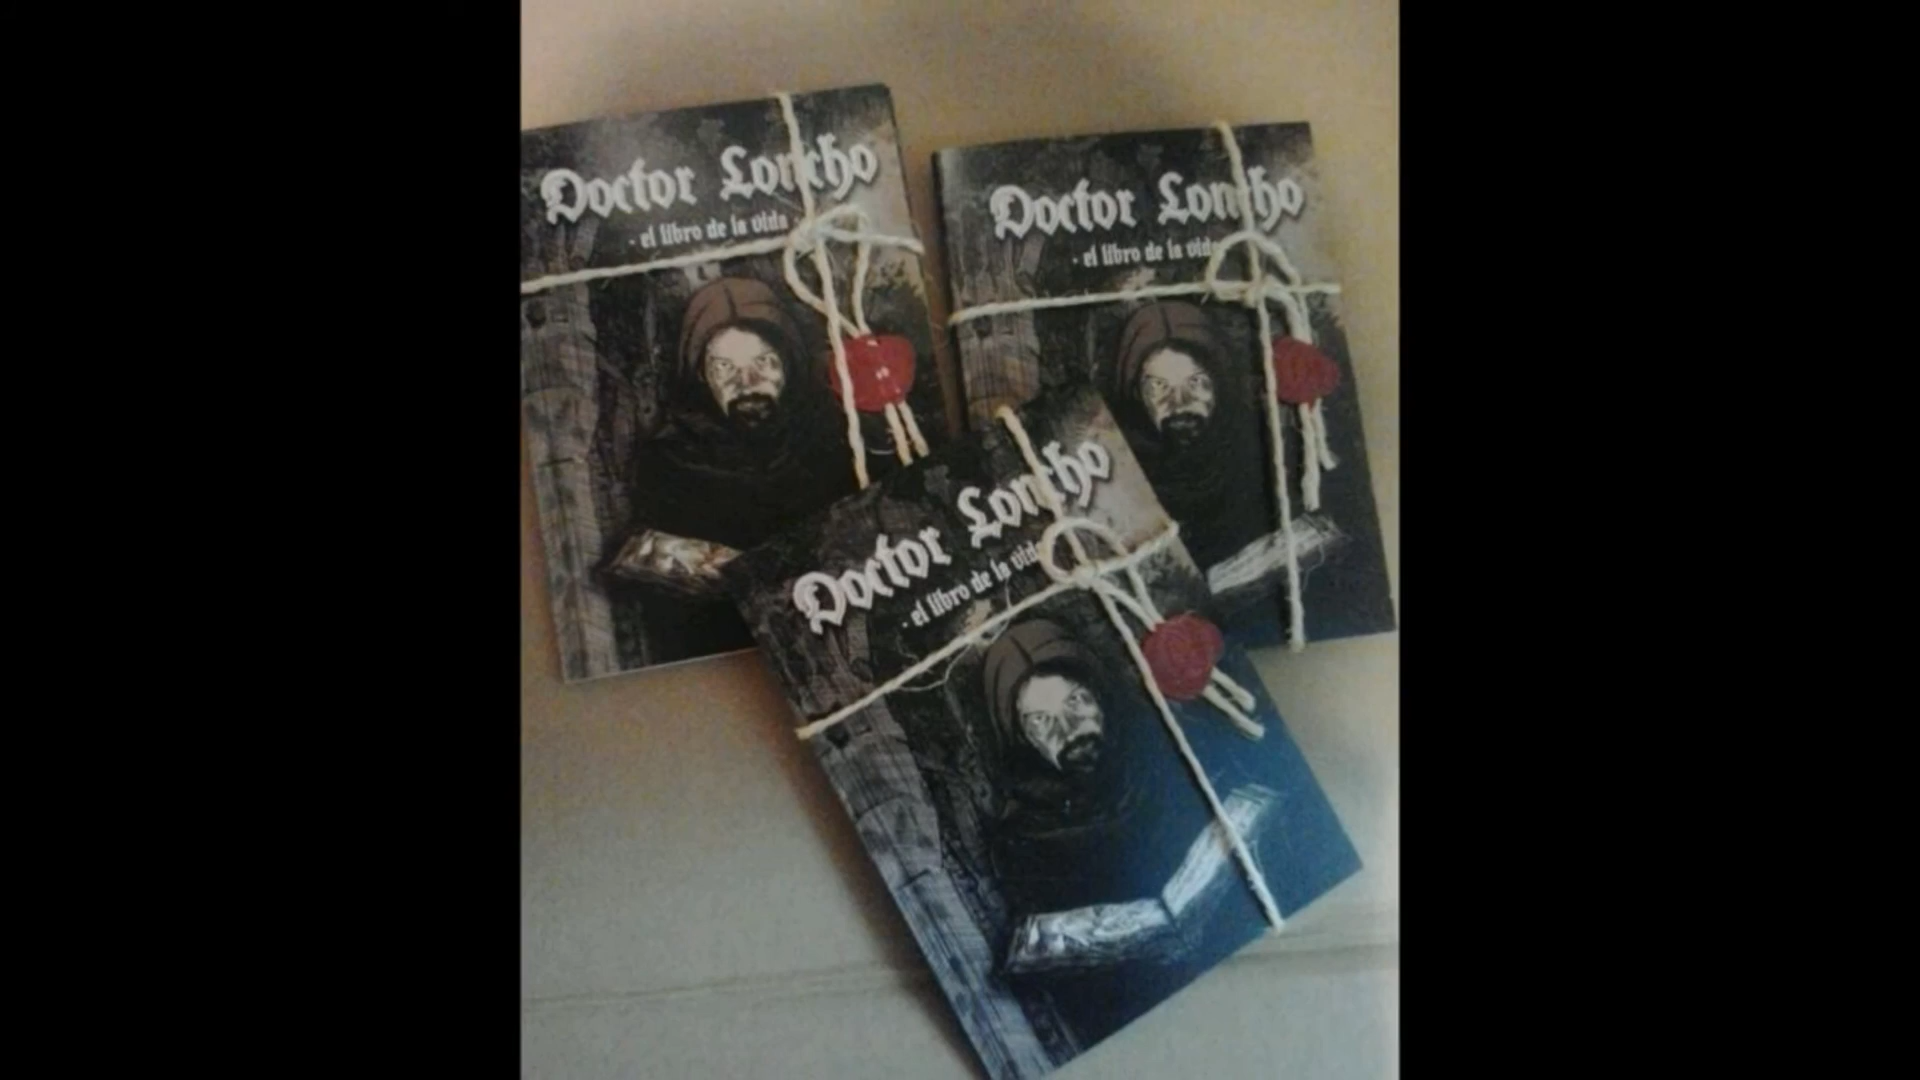 Doctor Loncho
- el libro de la vida -
Doctor Loncho
- el libro de la vida
Doctor Loncho
- el libro de la vida